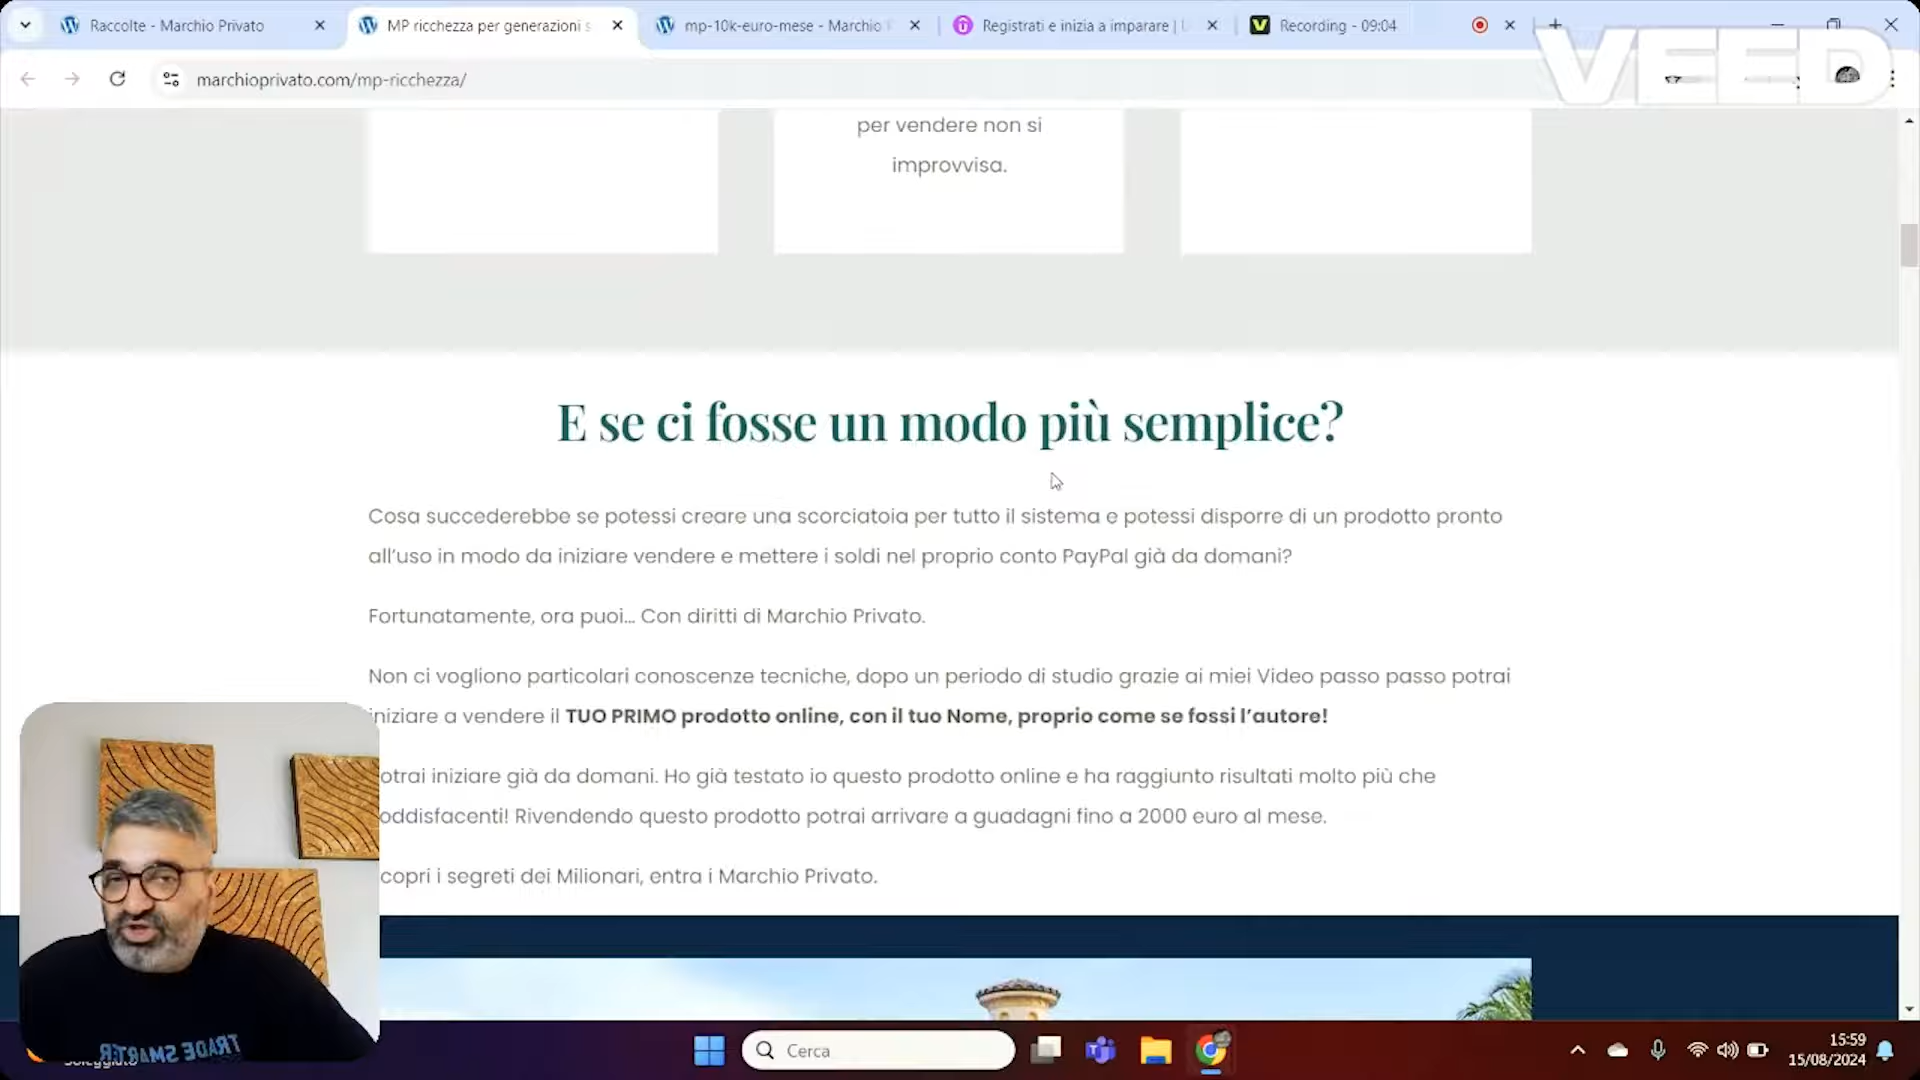 Raccolte - Marchio Privato
MP ricchezza per generazioni s
mp-10k-euro-mese - Marchio
Registrati e inizia a imparare |
Recording - 09:04
VEED
marchioprivato.com/mp-ricchezza/
per vendere non si
improvvisa.
E se ci fosse un modo più semplice?
Cosa succederebbe se potessi creare una scorciatoia per tutto il sistema e potessi disporre di un prodotto pronto
all'uso in modo da iniziare vendere e mettere i soldi nel proprio conto PayPal già da domani?
Fortunatamente, ora puoi... Con diritti di Marchio Privato.
Non ci vogliono particolari conoscenze tecniche, dopo un periodo di studio grazie ai miei Video passo passo potrai
iniziare a vendere il TUO PRIMO prodotto online, con il tuo Nome, proprio come se fossi l'autore!
otrai iniziare già da domani. Ho già testato io questo prodotto online e ha raggiunto risultati molto più che
oddisfacenti! Rivendendo questo prodotto potrai arrivare a guadagni fino a 2000 euro al mese.
copri i segreti dei Milionari, entra i Marchio Privato.
TRADE SMARTER
Cerca
15:59
15/08/2024